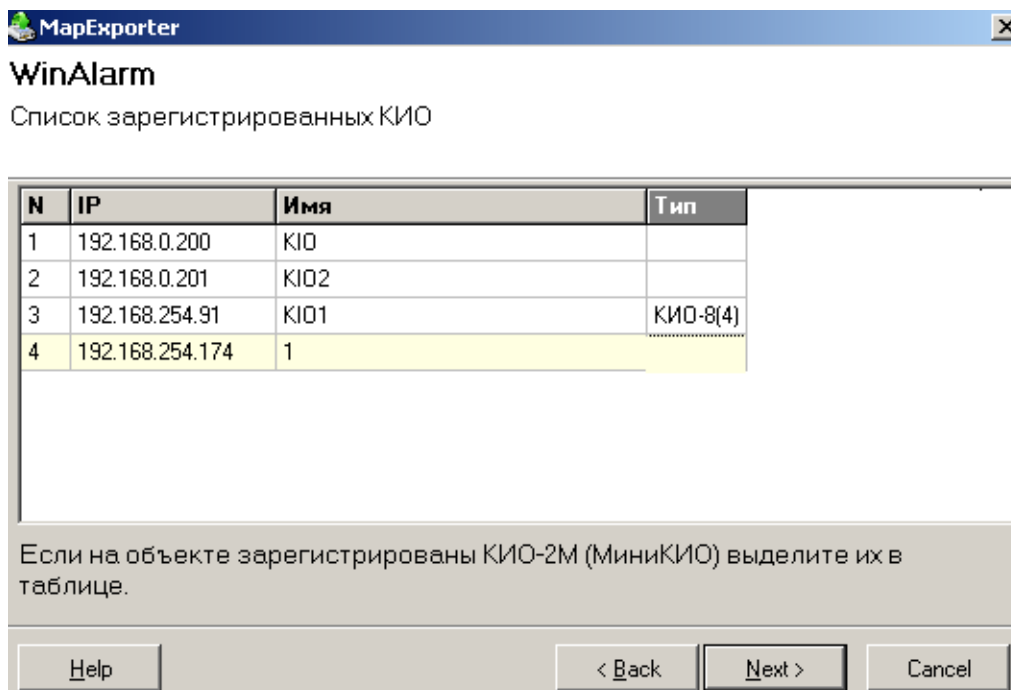 MapExporter
WinAlarm
Список зарегистрированных КИО
N IP Имя Тип
1 192.168.0.200 KIO
2 192.168.0.201 KIO2
3 192.168.254.91 KIO1 КИО-8(4)
4 192.168.254.174 1
Если на объекте зарегистрированы КИО-2М (МиниКИО) выделите их в
таблице.
Help < Back Next > Cancel